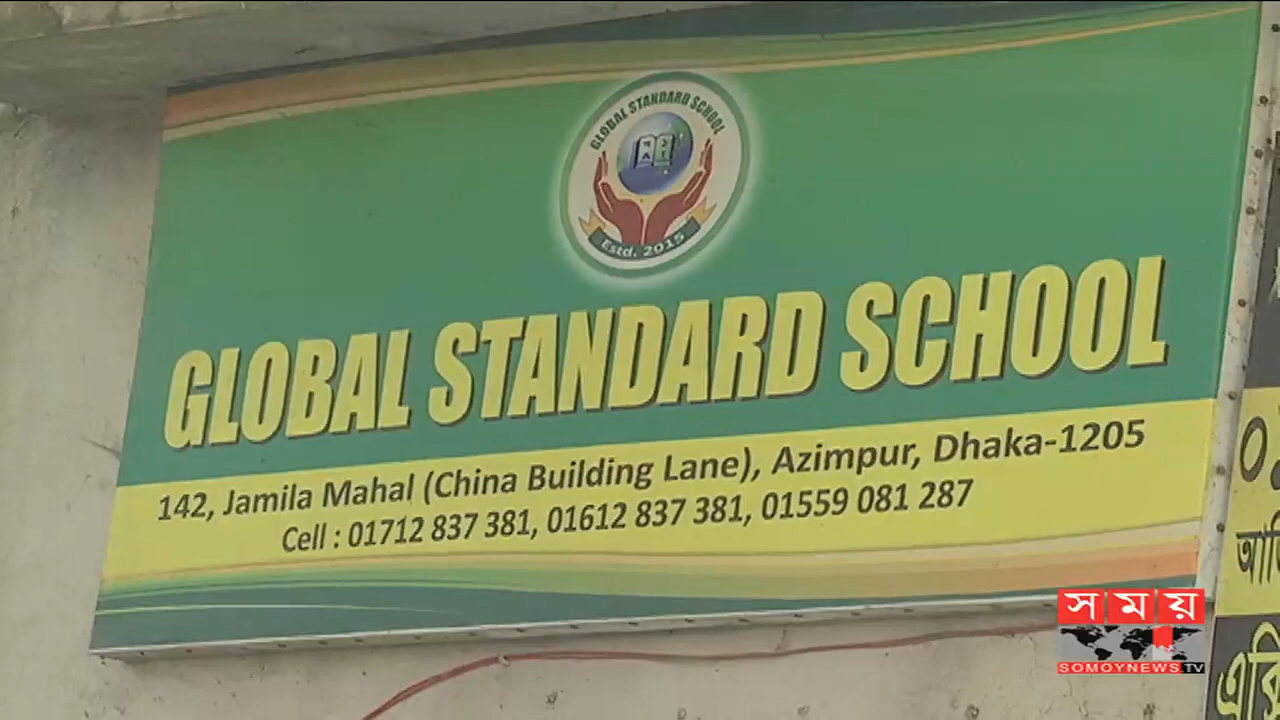 GLOBAL STANDARD SCHOOL
Estd. 2015
GLOBAL STANDARD SCHOOL
142, Jamila Mahal (China Building Lane), Azimpur, Dhaka-1205
Cell : 01712 837 381, 01612 837 381, 01559 081 287
সময়
SOMOYNEWS.TV